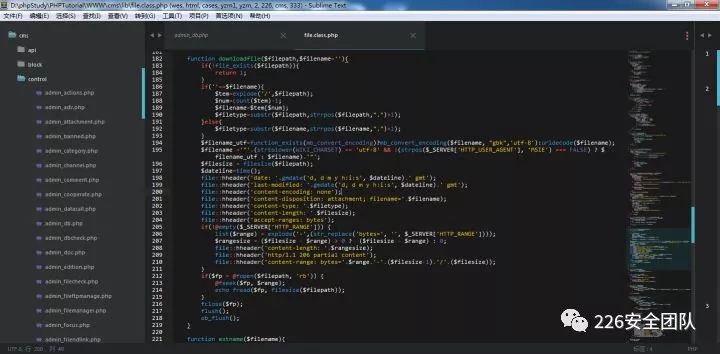 D:\phpStudy\PHPTutorial\WWW\cms\lib\file.class.php (wes, html, cases, yzm1, yzm, 2, 226, cms, 333) - Sublime Text
文件(F) 编辑(E) 选择(S) 查找(I) 查看(V) 转到(G) 工具(T) 项目(P) 首选项(N) 帮助(H)
cms
api
block
control
admin_actions.php
admin_adv.php
admin_attachment.php
admin_banned.php
admin_category.php
admin_channel.php
admin_comment.php
admin_cooperate.php
admin_datacall.php
admin_db.php
admin_dbcheck.php
admin_doc.php
admin_edition.php
admin_filecheck.php
admin_fileftpmanage.php
admin_filemanager.php
admin_forus.php
admin_friendlink.php
admin_db.php
file.class.php
181
182 function downloadfile($filepath,$filename=''){
183 if(!file_exists($filepath)){
184 return 1;
185 }
186 if(''==$filename){
187 $tem=explode('/',$filepath);
188 $num=count($tem)-1;
189 $filename=$tem[$num];
190 $filetype=substr($filepath,strrpos($filepath,".")+1);
191 }else{
192 $filetype=substr($filename,strrpos($filename,".")+1);
193 }
194 $filename_utf=function_exists(mb_convert_encoding)?mb_convert_encoding($filename, "gbk",'utf-8'):urldecode($filename);
195 $filename ='"'.(strtolower(WIKI_CHARSET) == 'utf-8' && !(strpos($_SERVER['HTTP_USER_AGENT'], 'MSIE') === FALSE) ? $
filename_utf : $filename).'"';
196 $filesize = filesize($filepath);
197 $dateline=time();
198 file::hheader('date: '.gmdate('d, d m y h:i:s', $dateline).' gmt');
199 file::hheader('last-modified: '.gmdate('d, d m y h:i:s', $dateline).' gmt');
200 file::hheader('content-encoding: none');
201 file::hheader('content-disposition: attachment; filename='.$filename);
202 file::hheader('content-type: '.$filetype);
203 file::hheader('content-length: '.$filesize);
204 file::hheader('accept-ranges: bytes');
205 if(!@empty($_SERVER['HTTP_RANGE'])) {
206 list($range) = explode('-',(str_replace("bytes=", "", $_SERVER['HTTP_RANGE'])));
207 $rangesize = ($filesize - $range) > 0 ? ($filesize - $range) : 0;
208 file::hheader('content-length: '.$rangesize);
209 file::hheader('http/1.1 206 partial content');
210 file::hheader('content-range: bytes='.$range.'-'.($filesize-1).'/'.($filesize));
211 }
212 if($fp = @fopen($filepath, 'rb')) {
213 @fseek($fp, $range);
214 echo fread($fp, filesize($filepath));
215 }
216 fclose($fp);
217 flush();
218 ob_flush();
219 }
220
221 function extname($filename){
1
2
3
226安全团队
UTF-8
PHP